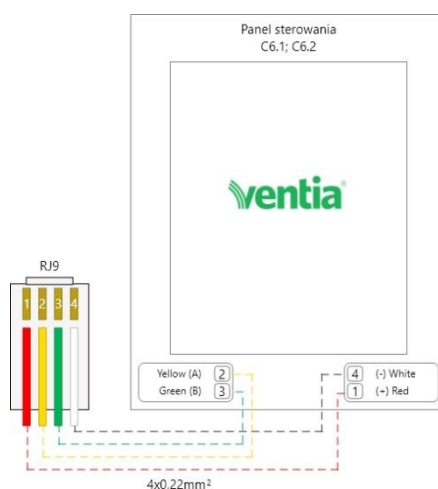 Panel sterowania
C6.1; C6.2
ventia®
RJ9
1 2 3 4
Yellow (A) 2
Green (B) 3
4 (-) White
1 (+) Red
4x0.22mm²